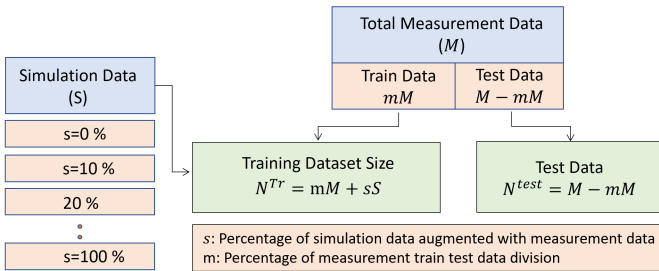 Total Measurement Data
(M)
Train Data
mM
Test Data
M − mM
Simulation Data
(S)
s=0 %
s=10 %
20 %
s=100 %
Training Dataset Size
N^{Tr} = mM + sS
Test Data
N^{test} = M − mM
s: Percentage of simulation data augmented with measurement data
m: Percentage of measurement train test data division